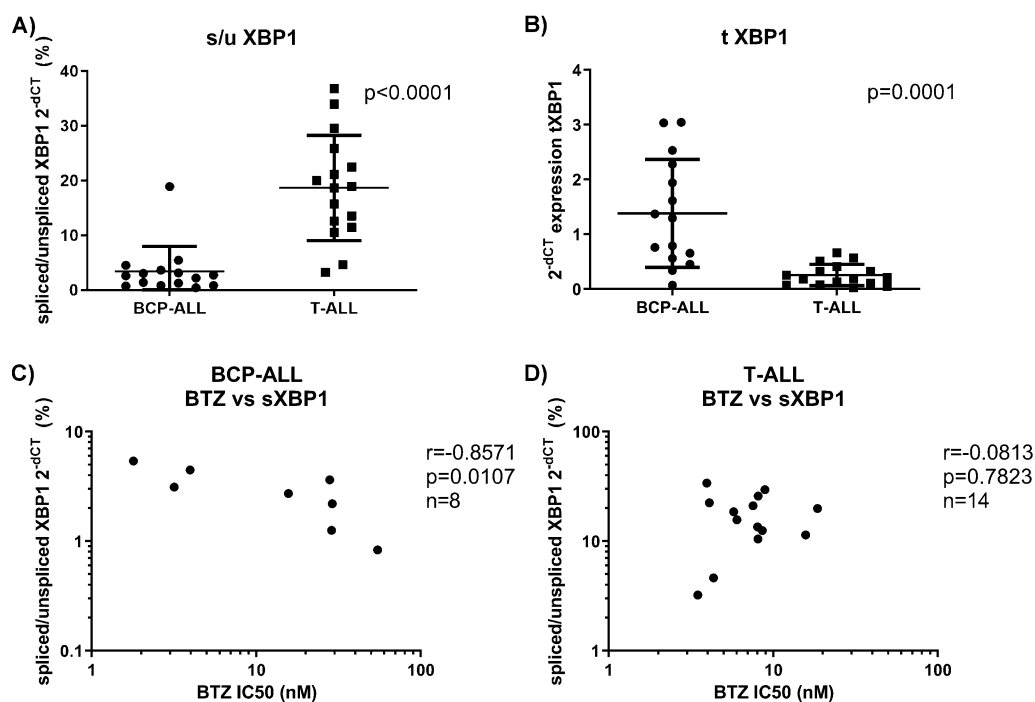 A)
s/u XBP1
spliced/unspliced XBP1 2^-dCT (%)
40
30
20
10
0
p<0.0001
BCP-ALL
T-ALL
B)
t XBP1
2^-dCT expression tXBP1
4
3
2
1
0
p=0.0001
BCP-ALL
T-ALL
C)
BCP-ALL
BTZ vs sXBP1
spliced/unspliced XBP1 2^-dCT (%)
10
1
0.1
r=-0.8571
p=0.0107
n=8
1
10
100
BTZ IC50 (nM)
D)
T-ALL
BTZ vs sXBP1
spliced/unspliced XBP1 2^-dCT (%)
100
10
1
r=-0.0813
p=0.7823
n=14
1
10
100
BTZ IC50 (nM)